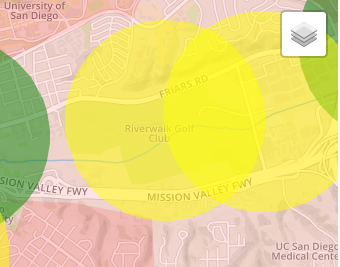 University of
San Diego
FRIARS RD
Riverwalk Golf
Club
SION VALLEY FWY
MISSION VALLEY FWY
UC San Diego
Medical Cente